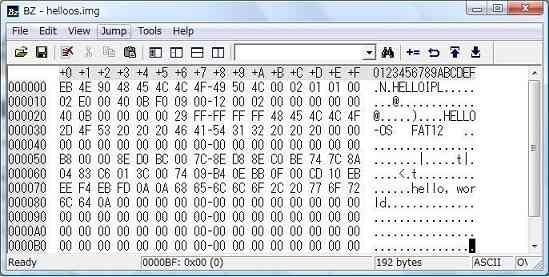 BZ - helloos.img
File Edit View Jump Tools Help
+0 +1 +2 +3 +4 +5 +6 +7 +8 +9 +A +B +C +D +E +F 0123456789ABCDEF
000000 EB 4E 90 48 45 4C 4C 4F-49 50 4C 00 02 01 01 00 .N.HELLOIPL.....
000010 02 E0 00 40 0B F0 09 00-12 00 02 00 00 00 00 00 ...@............
000020 40 0B 00 00 00 00 29 FF-FF FF FF 48 45 4C 4C 4F @.....)....HELLO
000030 2D 4F 53 20 20 20 46 41-54 31 32 20 20 20 00 00 -OS   FAT12   ..
000040 00 00 00 00 00 00 00 00-00 00 00 00 00 00 00 00 ................
000050 B8 00 00 8E D0 BC 00 7C-8E D8 8E C0 BE 74 7C 8A .......|.....t|.
000060 04 83 C6 01 3C 00 74 09-B4 0E BB 0F 00 CD 10 EB ....<.t.........
000070 EE F4 EB FD 0A 0A 68 65-6C 6C 6F 2C 20 77 6F 72 ......hello, wor
000080 6C 64 0A 00 00 00 00 00-00 00 00 00 00 00 00 00 ld..............
000090 00 00 00 00 00 00 00 00-00 00 00 00 00 00 00 00 ................
0000A0 00 00 00 00 00 00 00 00-00 00 00 00 00 00 00 00 ................
0000B0 00 00 00 00 00 00 00 00-00 00 00 00 00 00 00 00 ...............
Ready 0000BF: 0x00 (0) 192 bytes ASCII OV